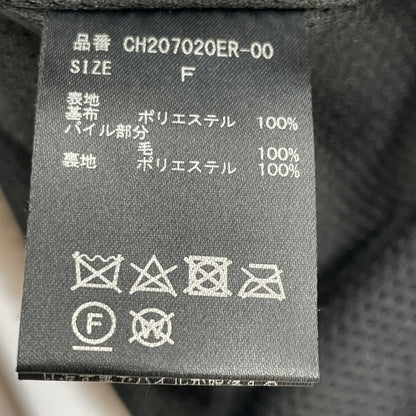 品番 CH207020ER-00
SIZE F
表地
基布 ポリエステル 100%
パイル部分
毛 100%
裏地 ポリエステル 100%
F
W